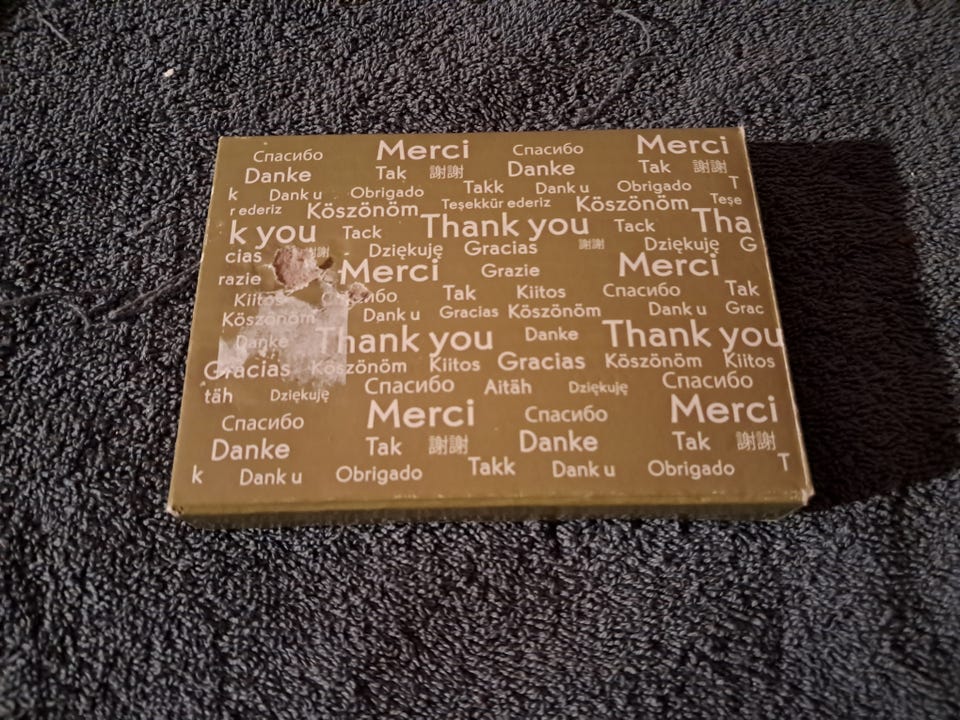 Спасибо Merci Спасибо Merci
Danke Tak 謝謝 Danke Tak 謝謝
k Dank u Obrigado Takk Dank u Obrigado T
r ederiz Köszönöm Teşekkür ederiz Köszönöm Teşe
k you Tack Thank you Tack Tha
cias 謝謝 Dziękuję Gracias 謝謝 Dziękuję G
razie Merci Grazie Merci
Kiitos Спасибо Tak Kiitos Спасибо Tak
Köszönöm Dank u Gracias Köszönöm Dank u Grac
Danke Thank you Danke Thank you
Gracias Köszönöm Kiitos Gracias Köszönöm Kiitos
täh Dziękuję Спасибо Aitäh Dziękuję Спасибо
Спасибо Merci Спасибо Merci
Danke Tak 謝謝 Danke Tak 謝謝
k Dank u Obrigado Takk Dank u Obrigado T